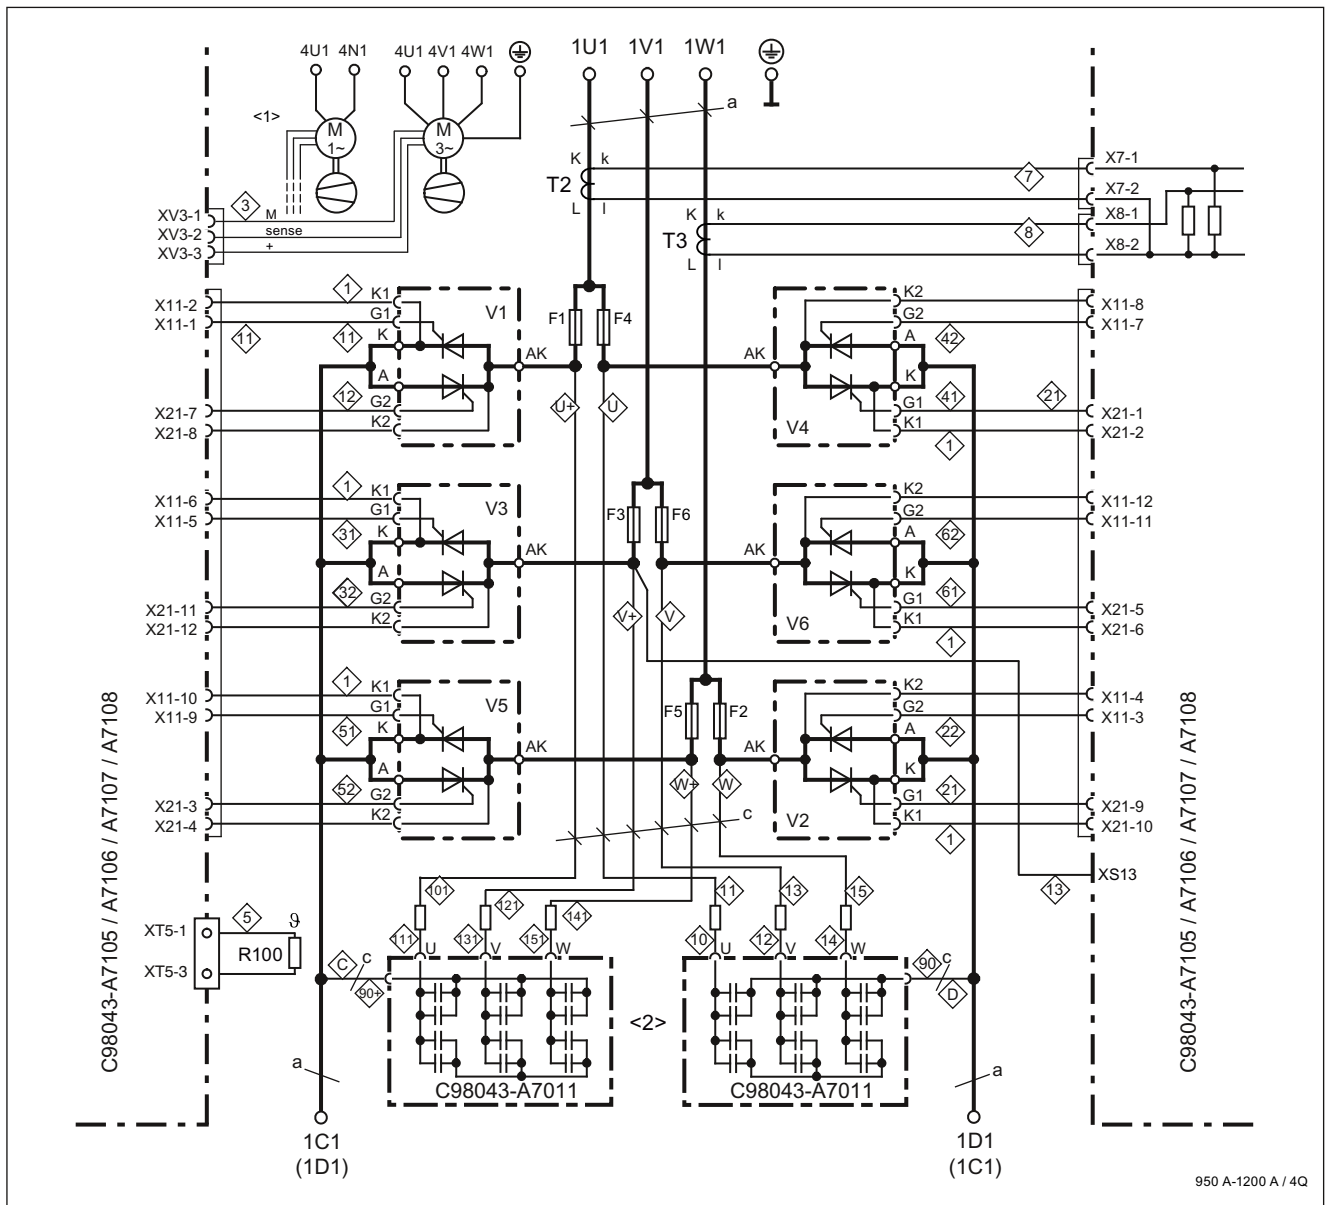 4U1 4N1
4U1 4V1 4W1
1U1 1V1 1W1
a
<1>
M
1~
M
3~
K k
T2
L l
K k
T3
L l
7
8
X7-1
X7-2
X8-1
X8-2
3
XV3-1
XV3-2
XV3-3
M
sense
+
X11-2
X11-1
1
11
11
K1
G1
K
A
12
G2
K2
V1
AK
X21-7
X21-8
F1 F4
U+ U
AK
V4
K2
G2
A
K
G1
K1
42
41
1
21
X11-8
X11-7
X21-1
X21-2
X11-6
X11-5
1
31
K1
G1
K
A
32
G2
K2
V3
AK
X21-11
X21-12
F3 F6
V+ V
AK
V6
K2
G2
A
K
G1
K1
62
61
1
X11-12
X11-11
X21-5
X21-6
X11-10
X11-9
1
51
K1
G1
K
A
52
G2
K2
V5
AK
X21-3
X21-4
F5 F2
W+ W
AK
V2
K2
G2
A
K
G1
K1
22
21
1
X11-4
X11-3
X21-9
X21-10
c
13
XS13
C98043-A7105 / A7106 / A7107 / A7108
C98043-A7105 / A7106 / A7107 / A7108
XT5-1
XT5-3
5
R100
ϑ
101 121 141
111 131 151
U V W
11 13 15
10 12 14
U V W
C
c
90+
90
c
D
<2>
C98043-A7011
C98043-A7011
a
a
1C1
(1D1)
1D1
(1C1)
950 A-1200 A / 4Q